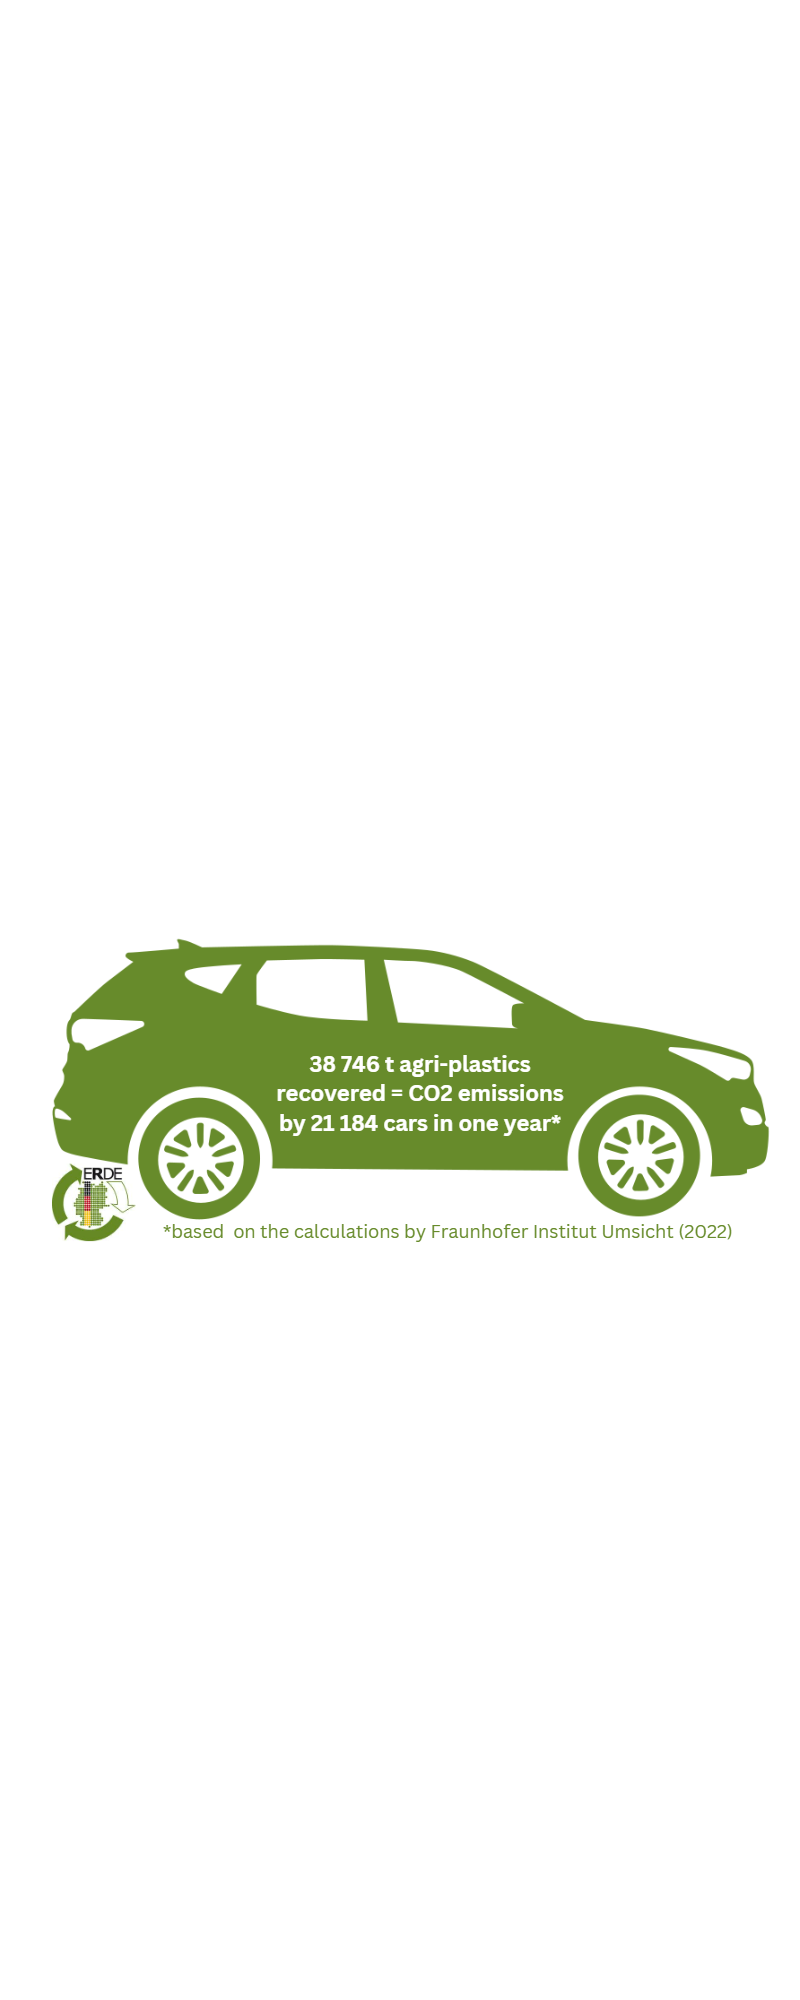 38 746 t agri-plastics
recovered = CO2 emissions
by 21 184 cars in one year*
ERDE
*based  on the calculations by Fraunhofer Institut Umsicht (2022)